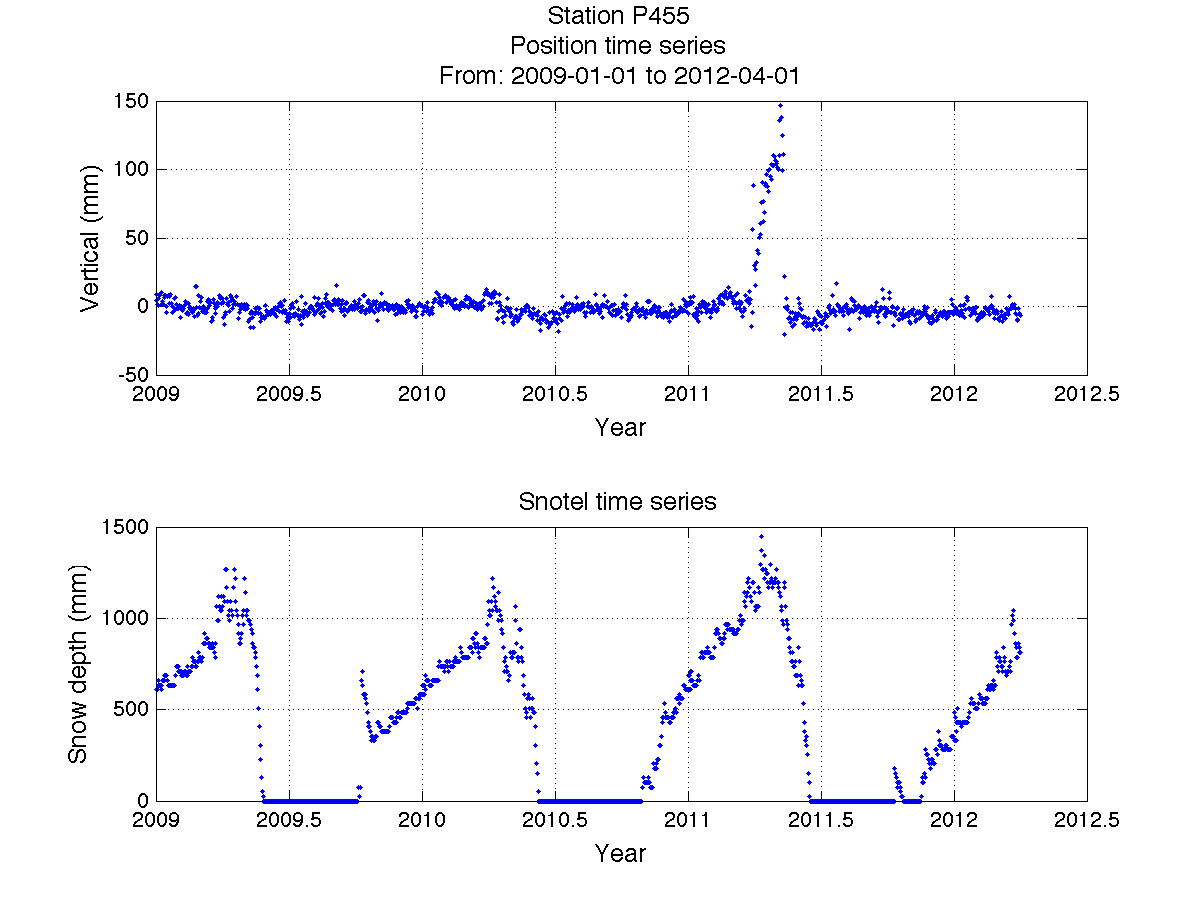 Station P455
Position time series
From: 2009-01-01 to 2012-04-01
150
100
50
0
-50
Vertical (mm)
2009 2009.5 2010 2010.5 2011 2011.5 2012 2012.5
Year
Snotel time series
1500
1000
500
0
Snow depth (mm)
2009 2009.5 2010 2010.5 2011 2011.5 2012 2012.5
Year